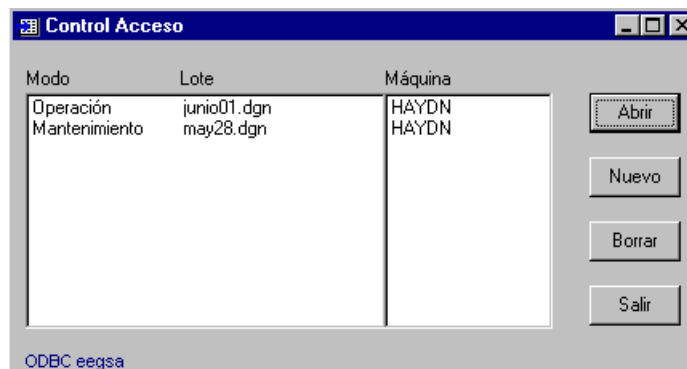 Control Acceso
Modo Lote Máquina
Operación junio01.dgn HAYDN Abrir
Mantenimiento may28.dgn HAYDN
Nuevo
Borrar
Salir
ODBC eegsa